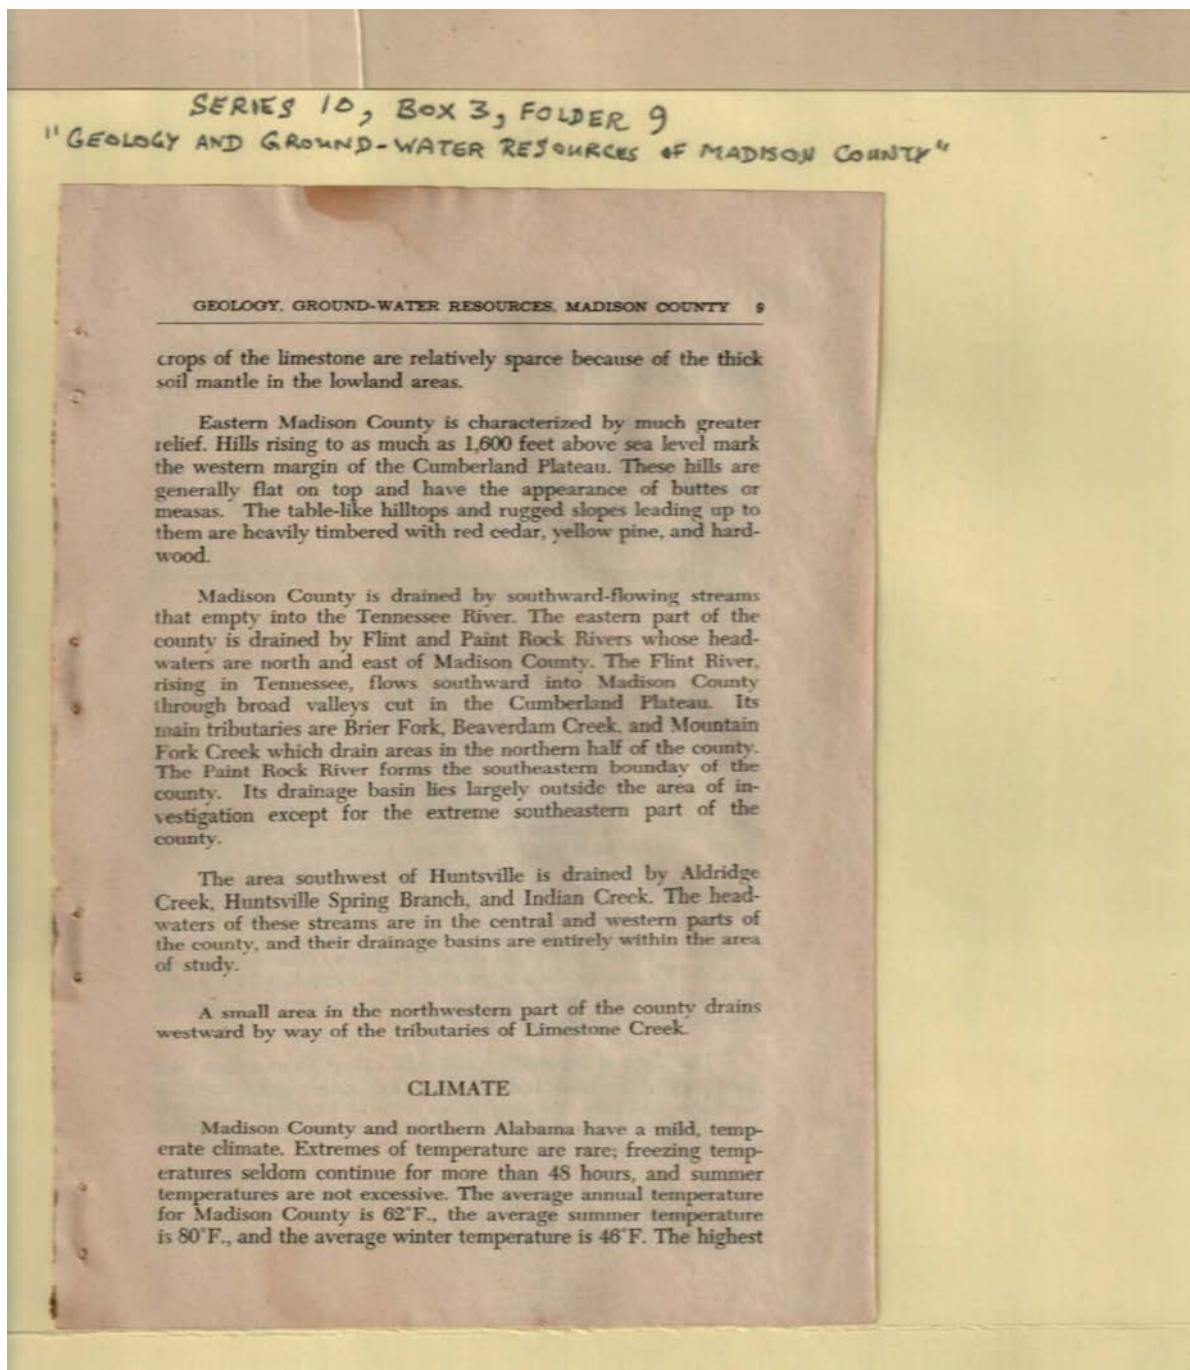 SERIES 10, BOX 3, FOLDER 9
"GEOLOGY AND GROUND-WATER RESOURCES OF MADISON COUNTY"
GEOLOGY, GROUND-WATER RESOURCES, MADISON COUNTY 9
crops of the limestone are relatively sparce because of the thick
soil mantle in the lowland areas.
Eastern Madison County is characterized by much greater
relief. Hills rising to as much as 1,600 feet above sea level mark
the western margin of the Cumberland Plateau. These hills are
generally flat on top and have the appearance of buttes or
measas. The table-like hilltops and rugged slopes leading up to
them are heavily timbered with red cedar, yellow pine, and hard-
wood.
Madison County is drained by southward-flowing streams
that empty into the Tennessee River. The eastern part of the
county is drained by Flint and Paint Rock Rivers whose head-
waters are north and east of Madison County. The Flint River,
rising in Tennessee, flows southward into Madison County
through broad valleys cut in the Cumberland Plateau. Its
main tributaries are Brier Fork, Beaverdam Creek, and Mountain
Fork Creek which drain areas in the northern half of the county.
The Paint Rock River forms the southeastern bounday of the
county. Its drainage basin lies largely outside the area of in-
vestigation except for the extreme southeastern part of the
county.
The area southwest of Huntsville is drained by Aldridge
Creek, Huntsville Spring Branch, and Indian Creek. The head-
waters of these streams are in the central and western parts of
the county, and their drainage basins are entirely within the area
of study.
A small area in the northwestern part of the county drains
westward by way of the tributaries of Limestone Creek.
CLIMATE
Madison County and northern Alabama have a mild, temp-
erate climate. Extremes of temperature are rare; freezing temp-
eratures seldom continue for more than 48 hours, and summer
temperatures are not excessive. The average annual temperature
for Madison County is 62°F., the average summer temperature
is 80°F., and the average winter temperature is 46°F. The highest